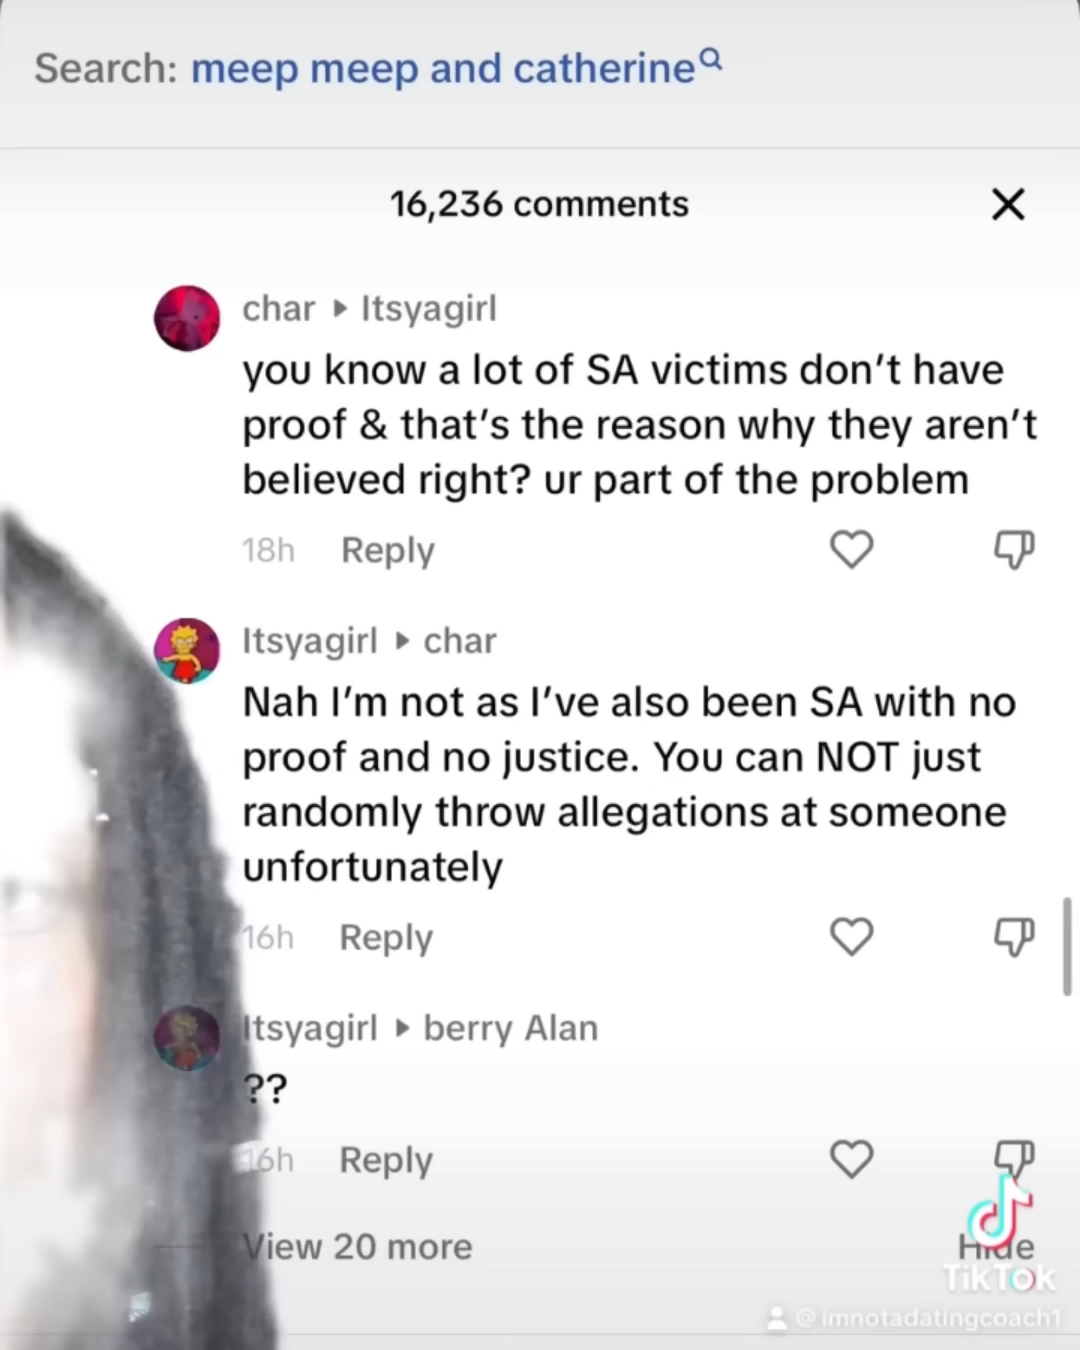 Search: meep meep and catherine
16,236 comments
char ▸ Itsyagirl
you know a lot of SA victims don't have
proof & that's the reason why they aren't
believed right? ur part of the problem
18h Reply
Itsyagirl ▸ char
Nah I'm not as I've also been SA with no
proof and no justice. You can NOT just
randomly throw allegations at someone
unfortunately
16h Reply
Itsyagirl ▸ berry Alan
??
16h Reply
View 20 more
Hide
TikTok
@imnotadatingcoach1